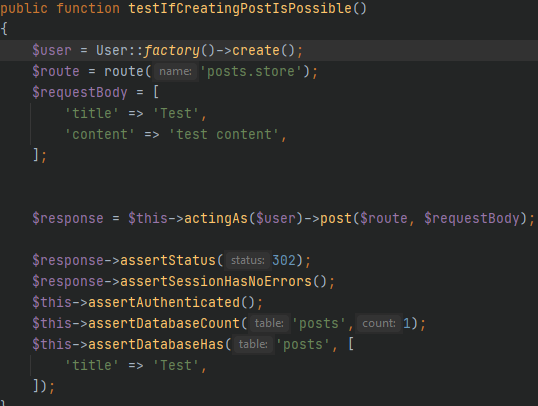 public function testIfCreatingPostIsPossible()
{
    $user = User::factory()->create();
    $route = route( name: 'posts.store');
    $requestBody = [
        'title' => 'Test',
        'content' => 'test content',
    ];
    $response = $this->actingAs($user)->post($route, $requestBody);
    $response->assertStatus( status: 302);
    $response->assertSessionHasNoErrors();
    $this->assertAuthenticated();
    $this->assertDatabaseCount( table: 'posts', count: 1);
    $this->assertDatabaseHas( table: 'posts', [
        'title' => 'Test',
    ]);
}